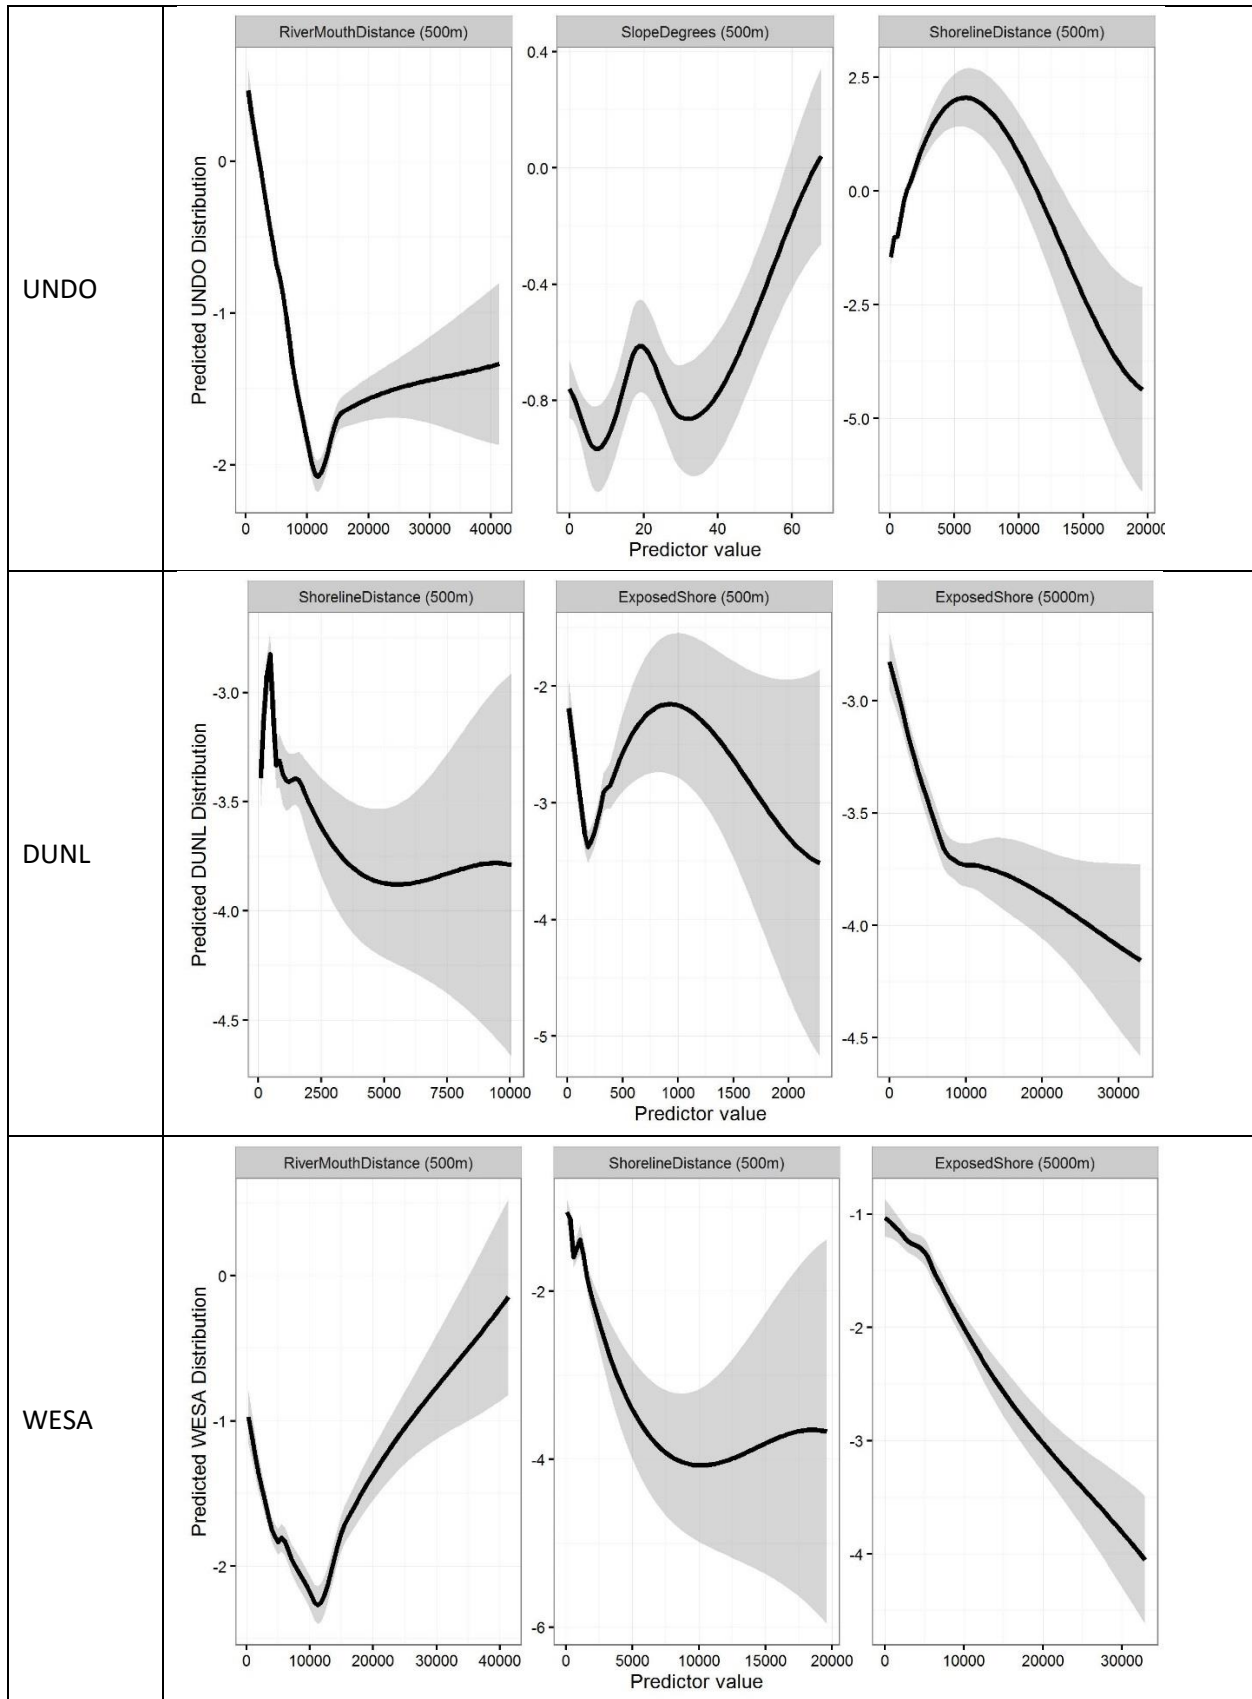 UNDO
RiverMouthDistance (500m) SlopeDegrees (500m) ShorelineDistance (500m)
Predicted UNDO Distribution
0
-1
-2
0 10000 20000 30000 40000
0.4
0.0
-0.4
-0.8
0 20 40 60
2.5
0.0
-2.5
-5.0
0 5000 10000 15000 2000
Predictor value
DUNL
ShorelineDistance (500m) ExposedShore (500m) ExposedShore (5000m)
Predicted DUNL Distribution
-3.0
-3.5
-4.0
-4.5
0 2500 5000 7500 10000
-2
-3
-4
-5
0 500 1000 1500 2000
-3.0
-3.5
-4.0
-4.5
0 10000 20000 30000
Predictor value
WESA
RiverMouthDistance (500m) ShorelineDistance (500m) ExposedShore (5000m)
Predicted WESA Distribution
0
-1
-2
0 10000 20000 30000 40000
-2
-4
-6
0 5000 10000 15000 20000
-1
-2
-3
-4
0 10000 20000 30000
Predictor value